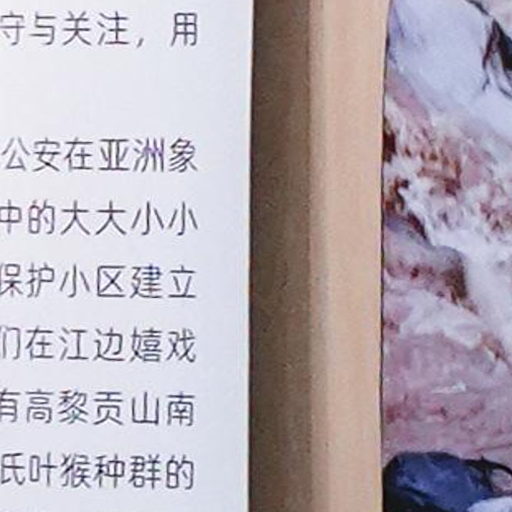 守与关注，用
公安在亚洲象
中的大大小小
保护小区建立
们在江边嬉戏
有高黎贡山南
氏叶猴种群的